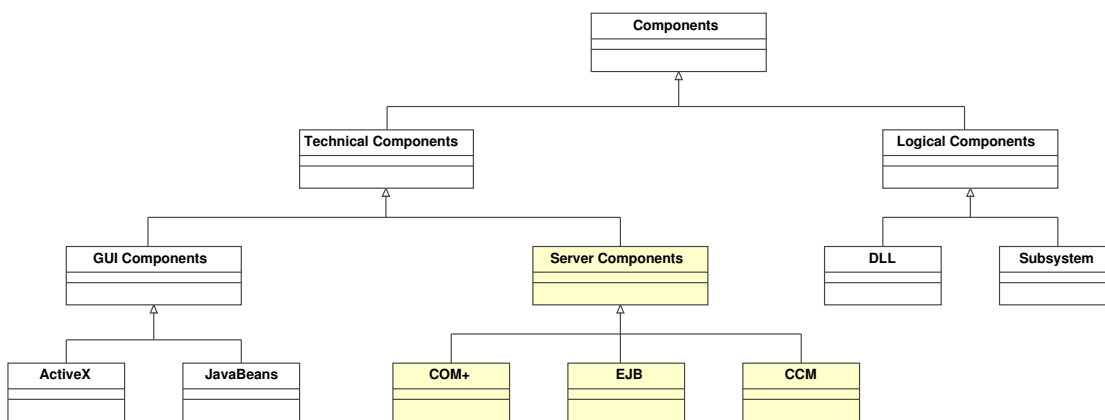 Components
Technical Components
Logical Components
GUI Components
Server Components
DLL
Subsystem
ActiveX
JavaBeans
COM+
EJB
CCM